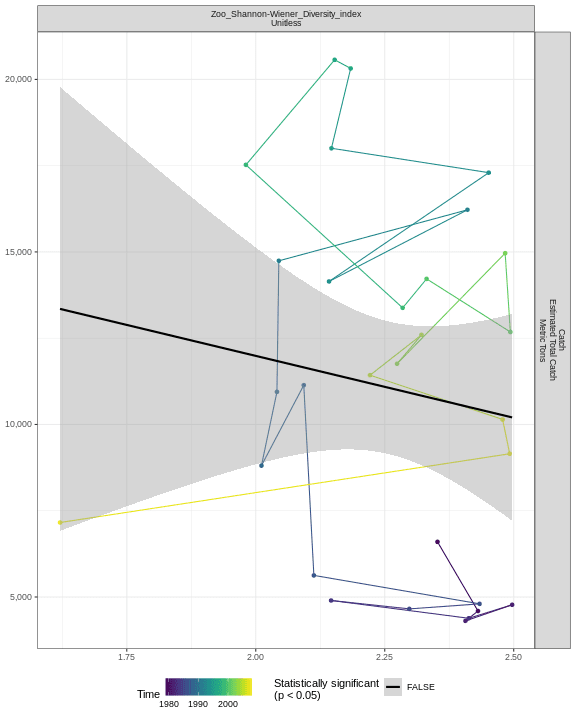 Zoo_Shannon-Wiener_Diversity_index
Unitless
20,000
15,000
10,000
5,000
Catch
Estimated Total Catch
Metric Tons
1.75
2.00
2.25
2.50
Time
1980
1990
2000
Statistically significant
(p < 0.05)
FALSE